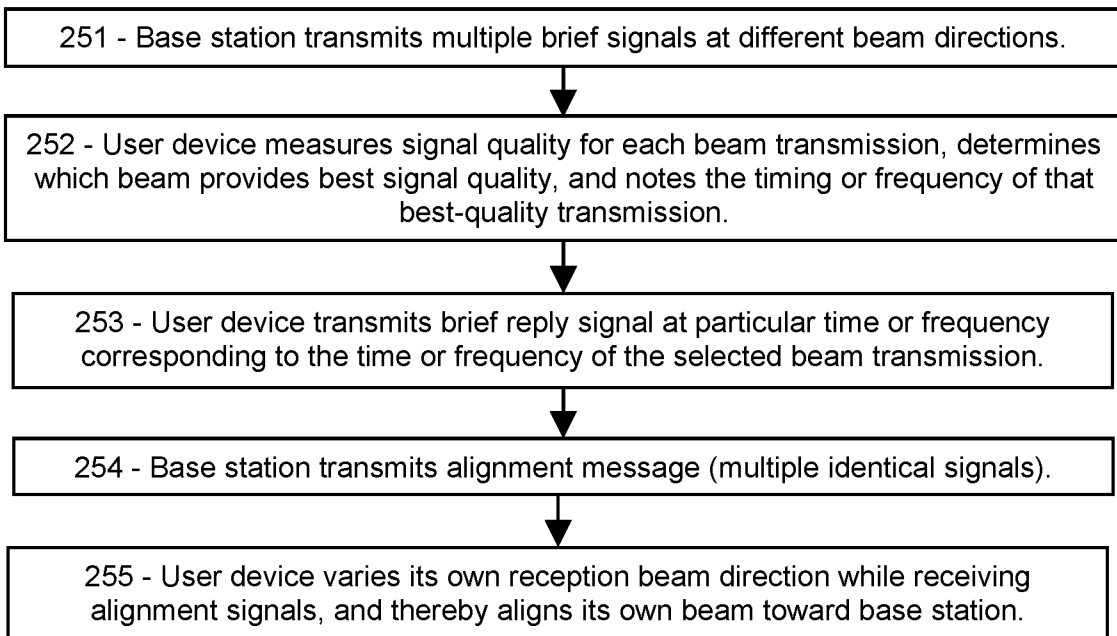 251 - Base station transmits multiple brief signals at different beam directions.
252 - User device measures signal quality for each beam transmission, determines
which beam provides best signal quality, and notes the timing or frequency of that
best-quality transmission.
253 - User device transmits brief reply signal at particular time or frequency
corresponding to the time or frequency of the selected beam transmission.
254 - Base station transmits alignment message (multiple identical signals).
255 - User device varies its own reception beam direction while receiving
alignment signals, and thereby aligns its own beam toward base station.